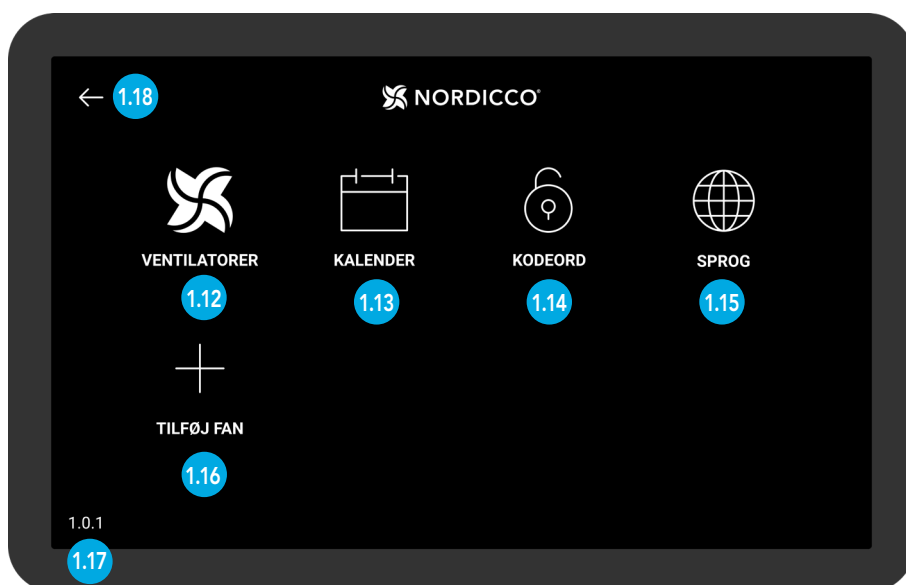 1.18
NORDICCO®
VENTILATORER KALENDER KODEORD SPROG
1.12 1.13 1.14 1.15
TILFØJ FAN
1.16
1.0.1
1.17